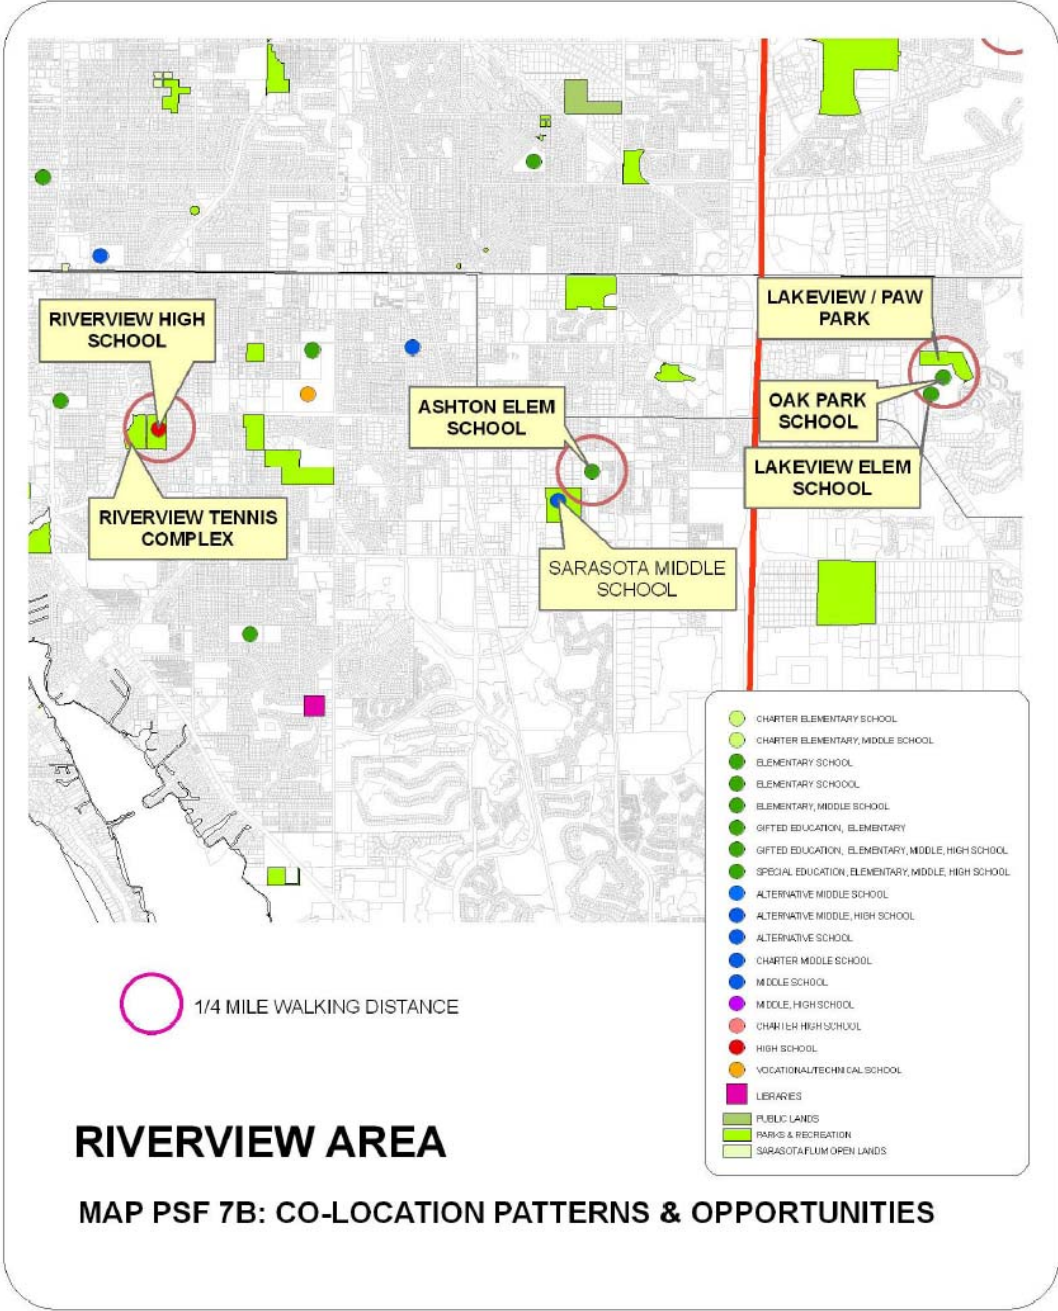 LAKEVIEW / PAW
PARK
RIVERVIEW HIGH
SCHOOL
ASHTON ELEM
SCHOOL
OAK PARK
SCHOOL
LAKEVIEW ELEM
SCHOOL
RIVERVIEW TENNIS
COMPLEX
SARASOTA MIDDLE
SCHOOL
CHARTER ELEMENTARY SCHOOL
CHARTER ELEMENTARY, MIDDLE SCHOOL
ELEMENTARY SCHOOL
ELEMENTARY SCHOOOL
ELEMENTARY, MIDDLE SCHOOL
GIFTED EDUCATION, ELEMENTARY
GIFTED EDUCATION, ELEMENTARY, MIDDLE, HIGH SCHOOL
SPECIAL EDUCATION, ELEMENTARY, MIDDLE, HIGH SCHOOL
ALTERNATIVE MIDDLE SCHOOL
ALTERNATIVE MIDDLE, HIGH SCHOOL
ALTERNATIVE SCHOOL
CHARTER MIDDLE SCHOOL
MIDDLE SCHOOL
MIDDLE, HIGH SCHOOL
CHARTER HIGH SCHOOL
HIGH SCHOOL
VOCATIONAL/TECHNICAL SCHOOL
LIBRARIES
PUBLIC LANDS
PARKS & RECREATION
SARASOTA FLUM OPEN LANDS
1/4 MILE WALKING DISTANCE
RIVERVIEW AREA
MAP PSF 7B: CO-LOCATION PATTERNS & OPPORTUNITIES